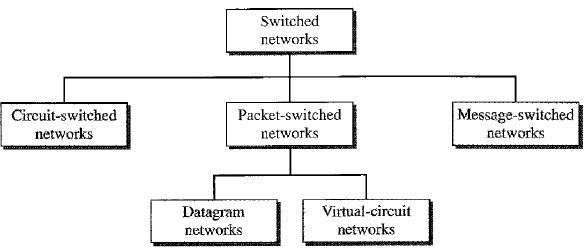 Switched
networks
Circuit-switched
networks
Packet-switched
networks
Message-switched
networks
Datagram
networks
Virtual-circuit
networks